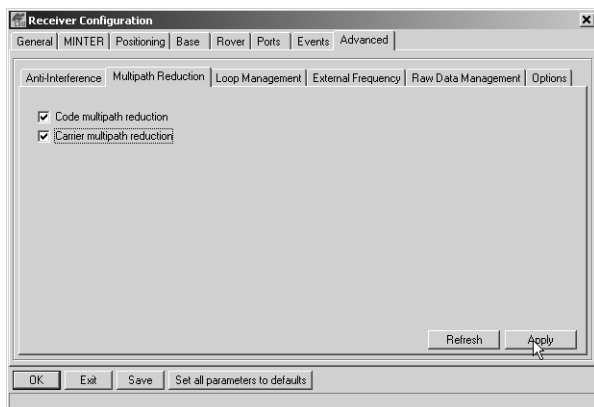 Receiver Configuration
General MINTER Positioning Base Rover Ports Events Advanced
Anti-Interference Multipath Reduction Loop Management External Frequency Raw Data Management Options
Code multipath reduction
Carrier multipath reduction
Refresh Apply
OK Exit Save Set all parameters to defaults